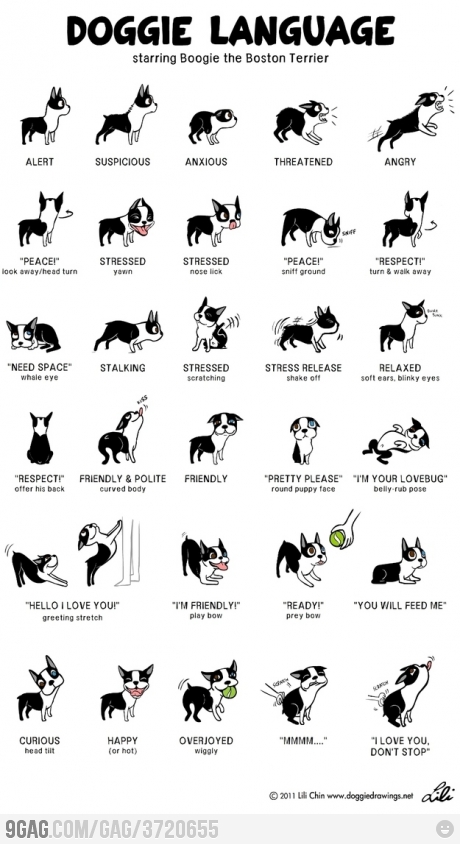 DOGGIE LANGUAGE
starring Boogie the Boston Terrier
ALERT
SUSPICIOUS
ANXIOUS
THREATENED
ANGRY
"PEACE!"
look away/head turn
STRESSED
yawn
STRESSED
nose lick
SNIFF
"PEACE!"
sniff ground
"RESPECT!"
turn & walk away
"NEED SPACE"
whale eye
STALKING
STRESSED
scratching
STRESS RELEASE
shake off
RELAXED
soft ears, blinky eyes
"RESPECT!"
offer his back
KISS
FRIENDLY & POLITE
curved body
FRIENDLY
"PRETTY PLEASE"
round puppy face
"I'M YOUR LOVEBUG"
belly-rub pose
"HELLO I LOVE YOU!"
greeting stretch
"I'M FRIENDLY!"
play bow
"READY!"
prey bow
"YOU WILL FEED ME"
CURIOUS
head tilt
HAPPY
(or hot)
OVERJOYED
wiggly
SCRATCH
"MMMM...."
SCRATCH
"I LOVE YOU,
DON'T STOP"
© 2011 Lili Chin www.doggiedrawings.net
Lili
9GAG.COM/GAG/3720655